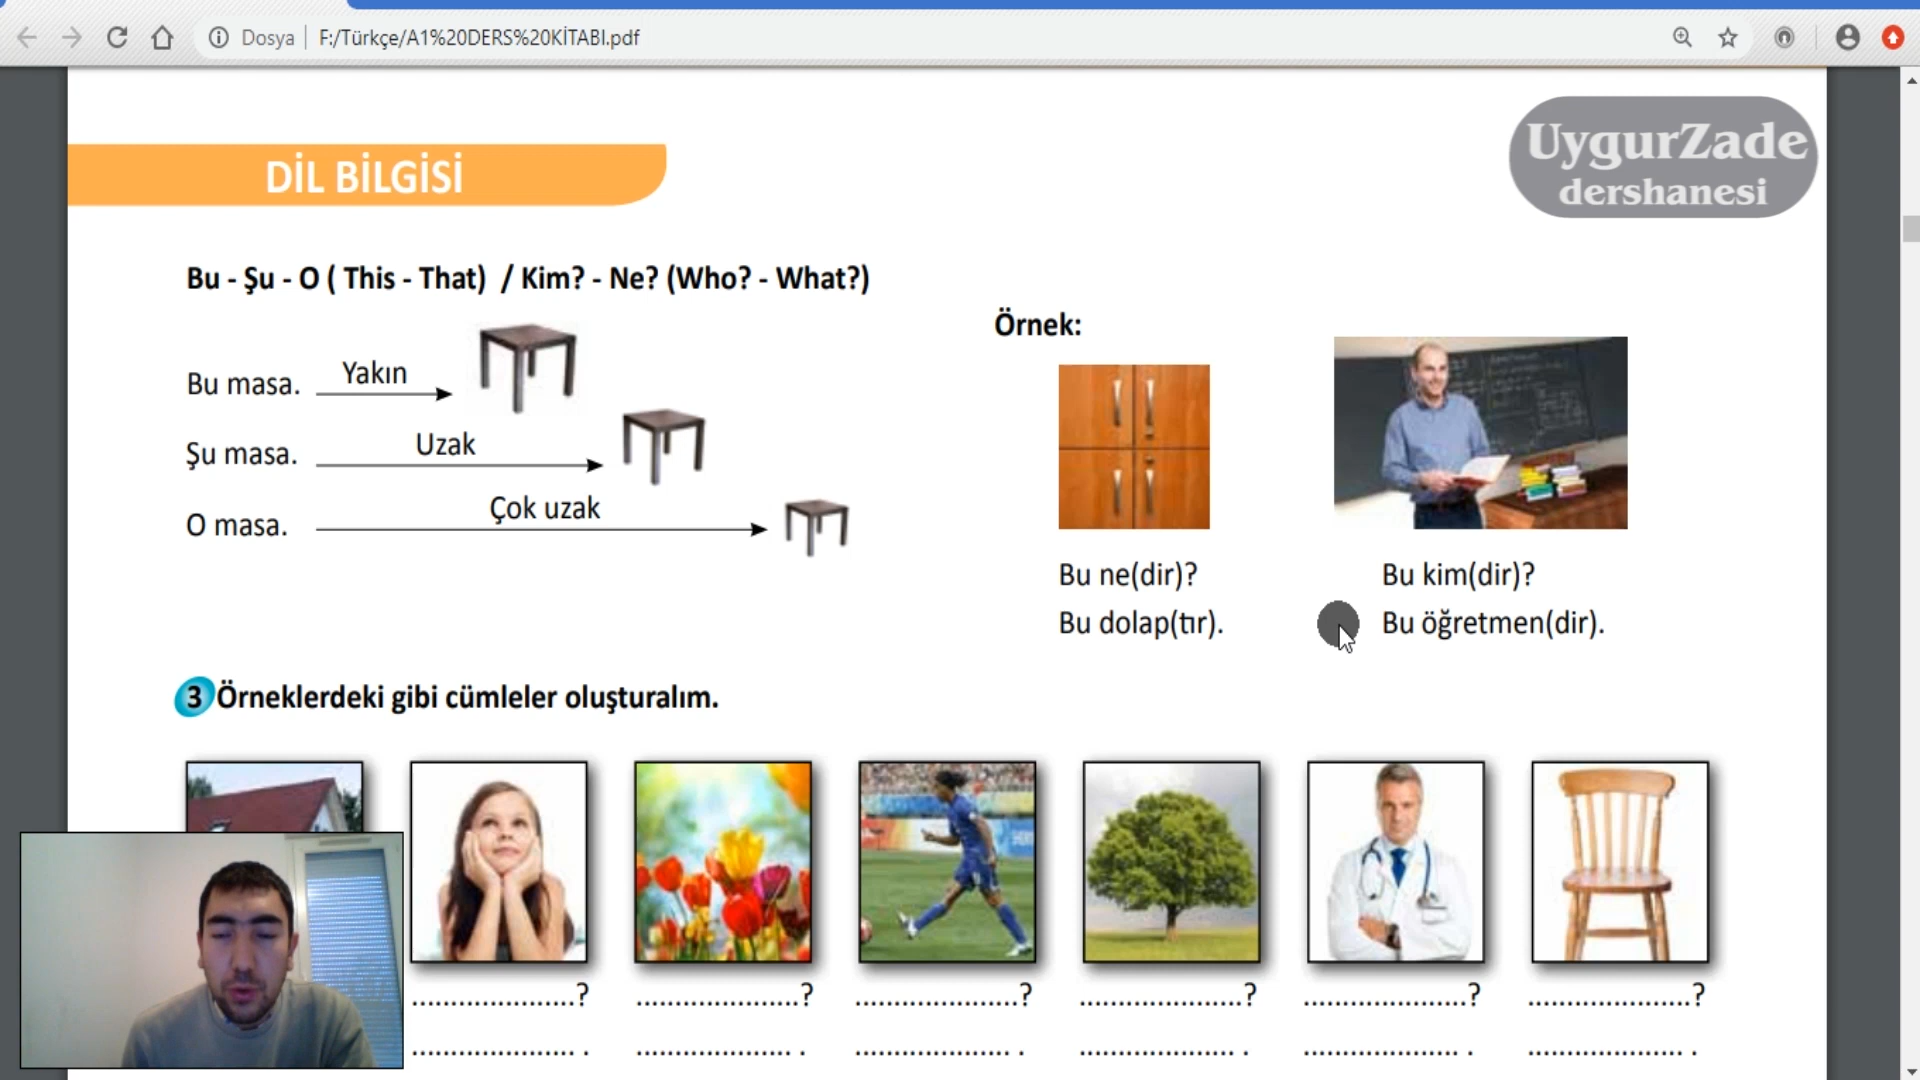 Dosya F:/Türkçe/A1%20DERS%20KİTABI.pdf
UygurZade
dershanesi
DİL BİLGİSİ
Bu - Şu - O ( This - That) / Kim? - Ne? (Who? - What?)
Örnek:
Bu masa. Yakın
Şu masa. Uzak
O masa. Çok uzak
Bu ne(dir)? Bu kim(dir)?
Bu dolap(tır). Bu öğretmen(dir).
3 Örneklerdeki gibi cümleler oluşturalım.
.....................? .....................? .....................? .....................? .....................? .....................?
..................... . .................... . .................... . .................... . .................... . .................... .